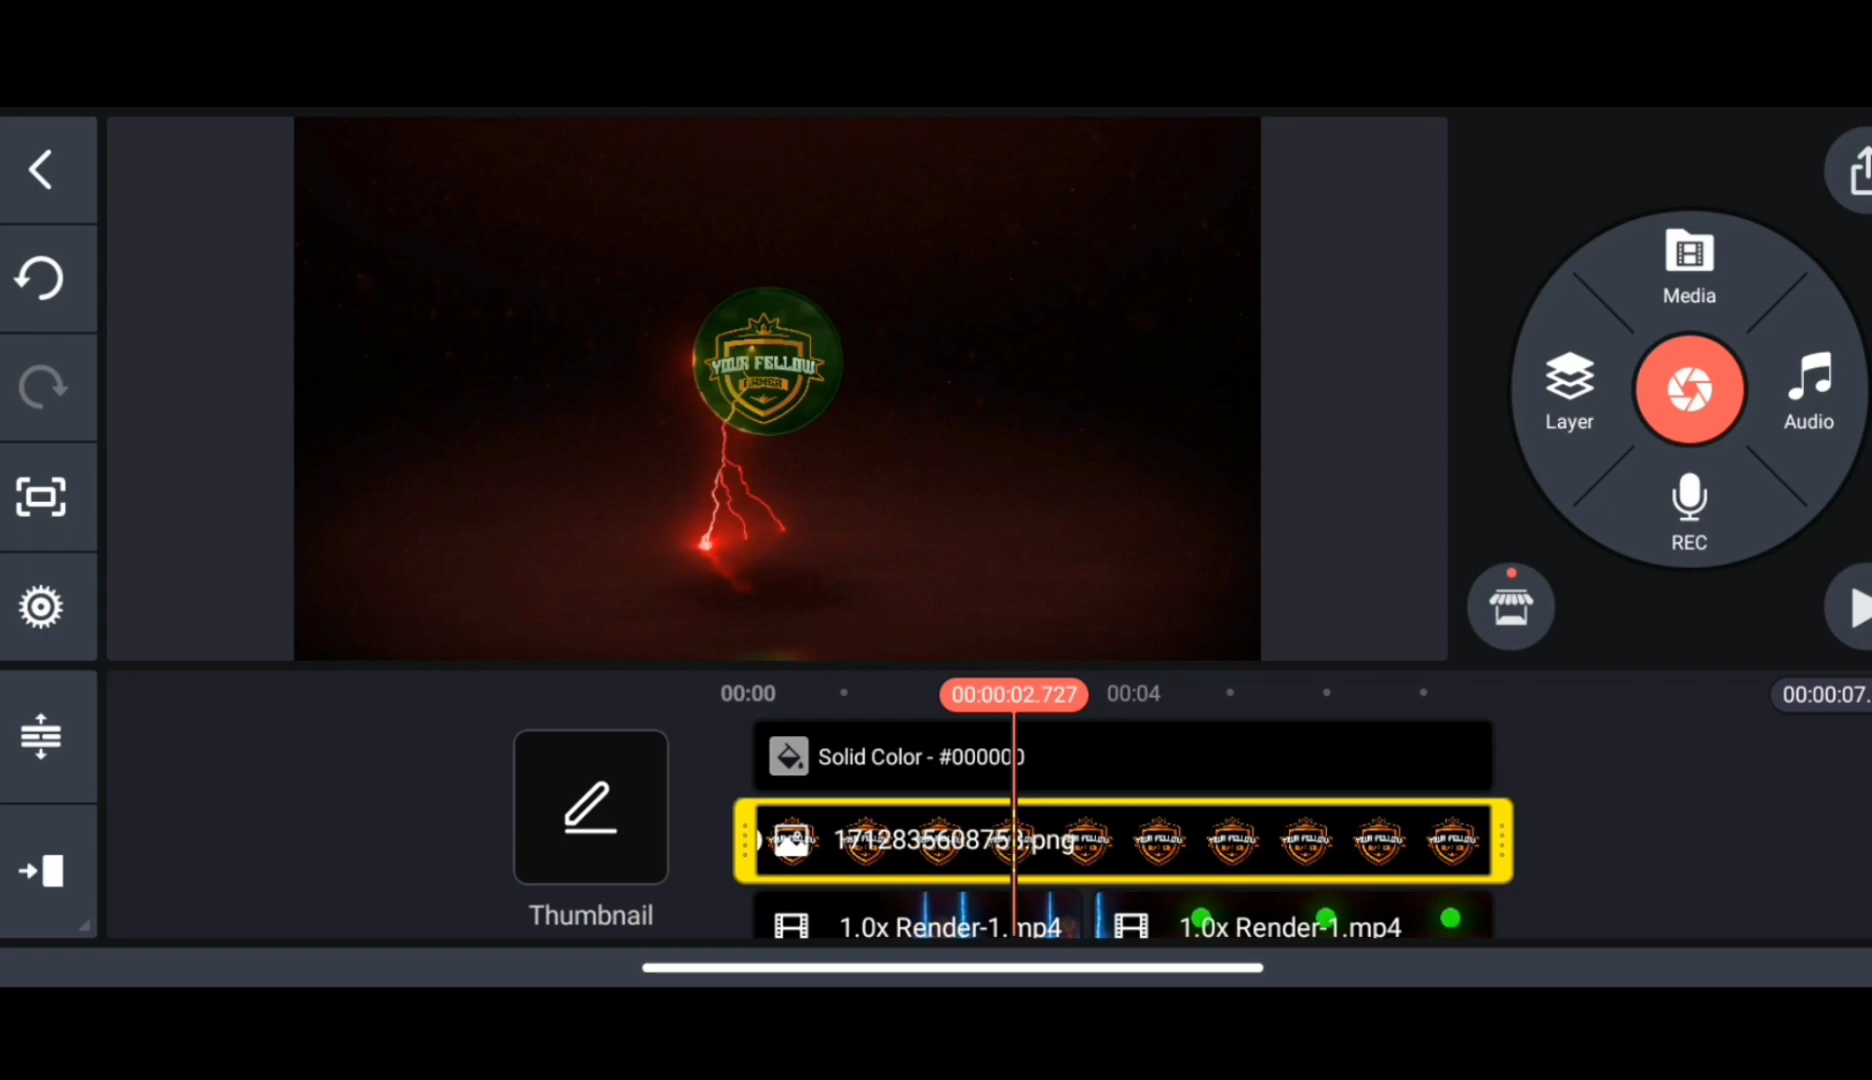 YOUR FELLOW
GAMER
Media
Layer
Audio
REC
00:00
00:00:02.727
00:04
00:00:07.
Solid Color - #000000
1712835608753.png
Thumbnail
1.0x Render-1.mp4
1.0x Render-1.mp4